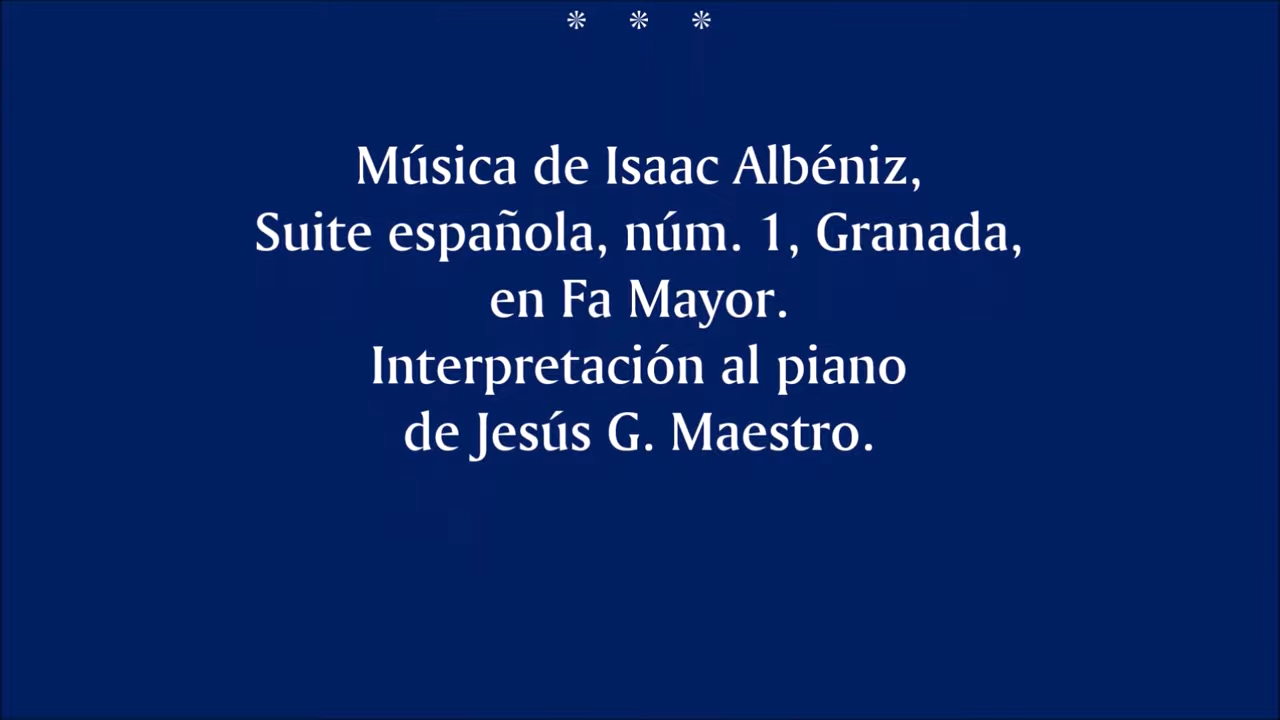 * * *
Música de Isaac Albéniz,
Suite española, núm. 1, Granada,
en Fa Mayor.
Interpretación al piano
de Jesús G. Maestro.